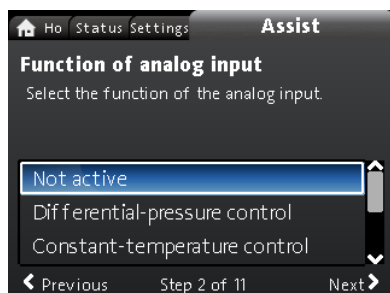 Ho Status Settings Assist
Function of analog input
Select the function of the analog input.
Not active
Differential-pressure control
Constant-temperature control
Previous Step 2 of 11 Next